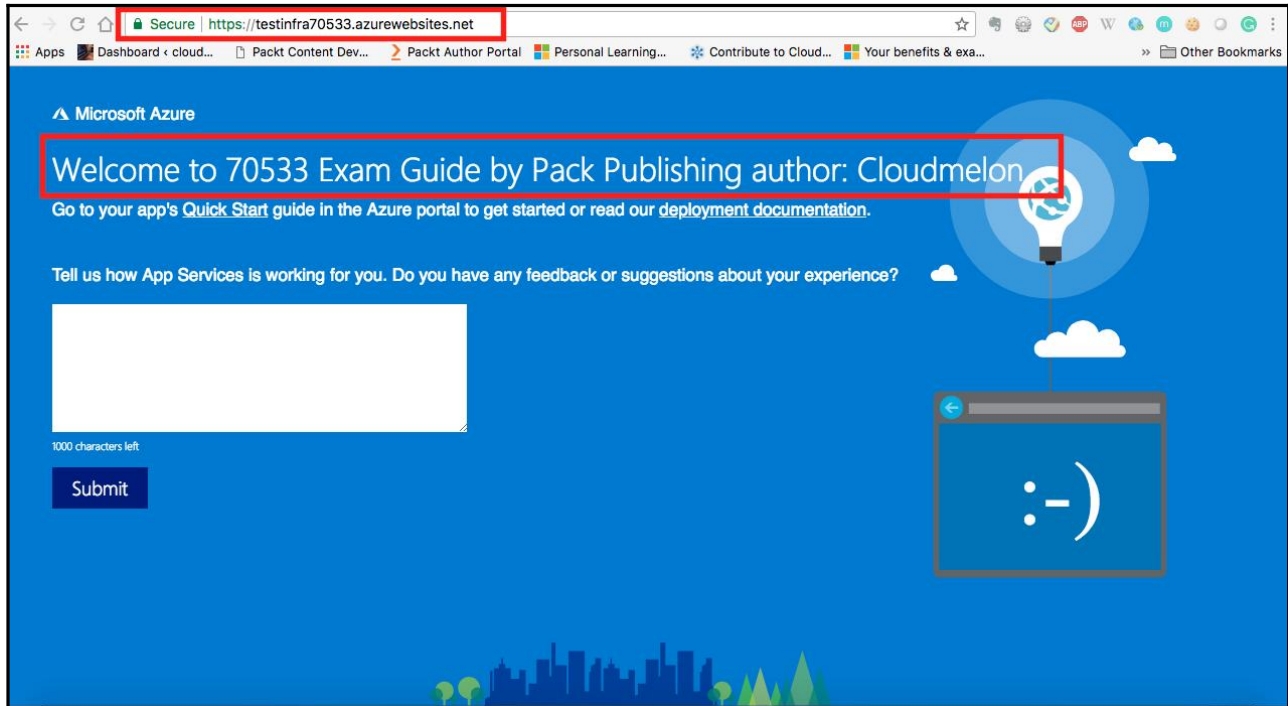 Secure | https://testinfra70533.azurewebsites.net
Apps Dashboard < cloud... Packt Content Dev... Packt Author Portal Personal Learning... Contribute to Cloud... Your benefits & exa... » Other Bookmarks
Microsoft Azure
Welcome to 70533 Exam Guide by Pack Publishing author: Cloudmelon
Go to your app's Quick Start guide in the Azure portal to get started or read our deployment documentation.
Tell us how App Services is working for you. Do you have any feedback or suggestions about your experience?
1000 characters left
Submit
:-)